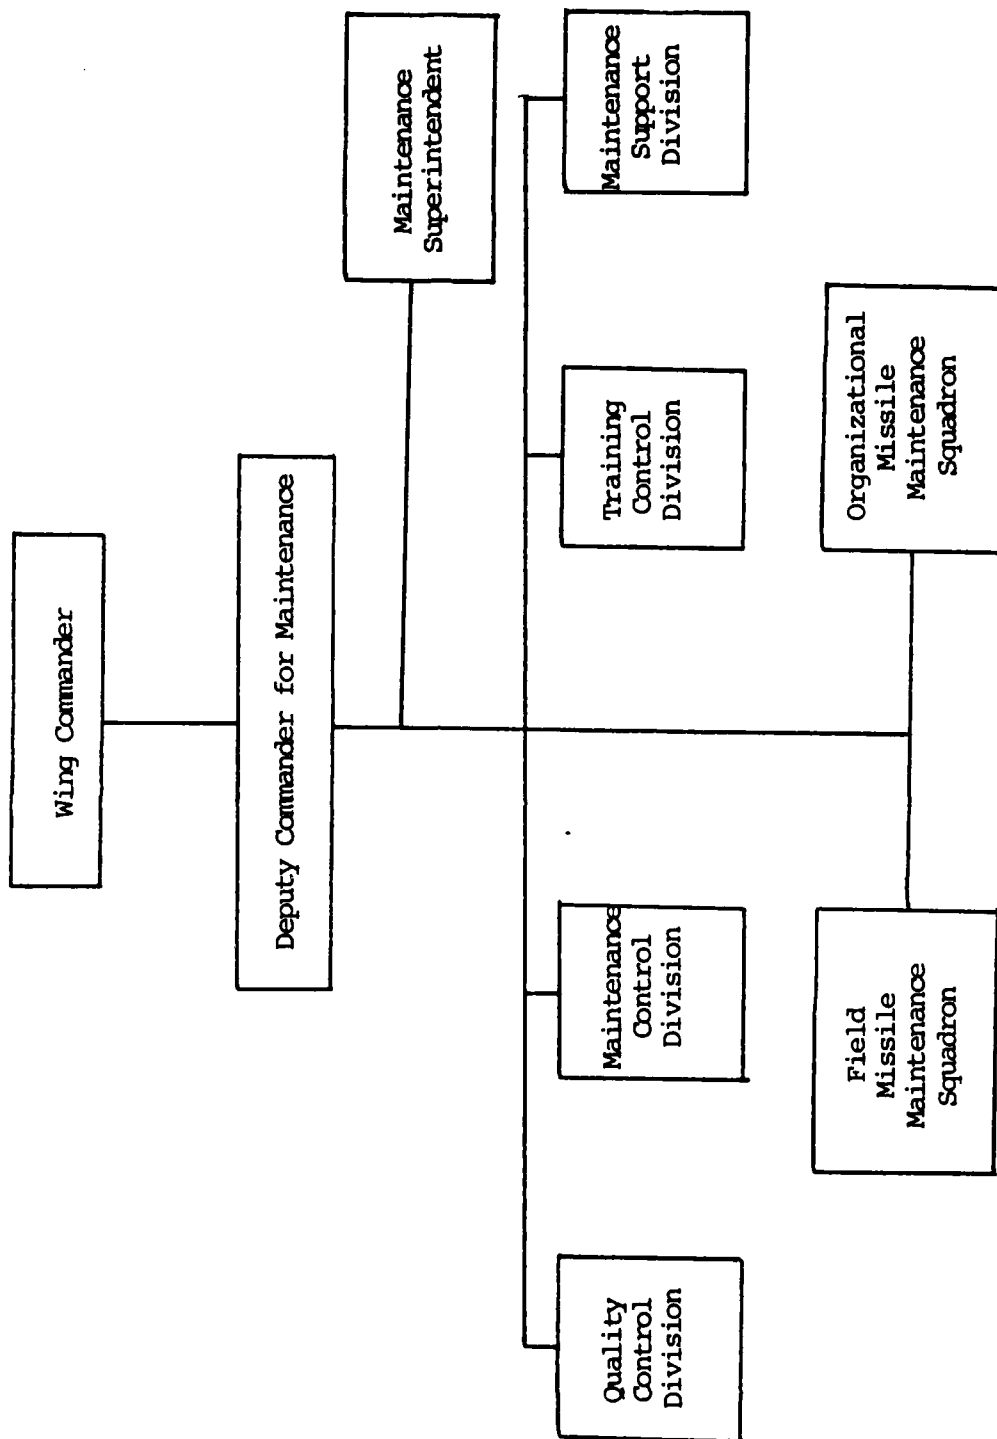 Wing Commander
Deputy Commander for Maintenance
Maintenance
Superintendent
Quality
Control
Division
Maintenance
Control
Division
Training
Control
Division
Maintenance
Support
Division
Field
Missile
Maintenance
Squadron
Organizational
Missile
Maintenance
Squadron